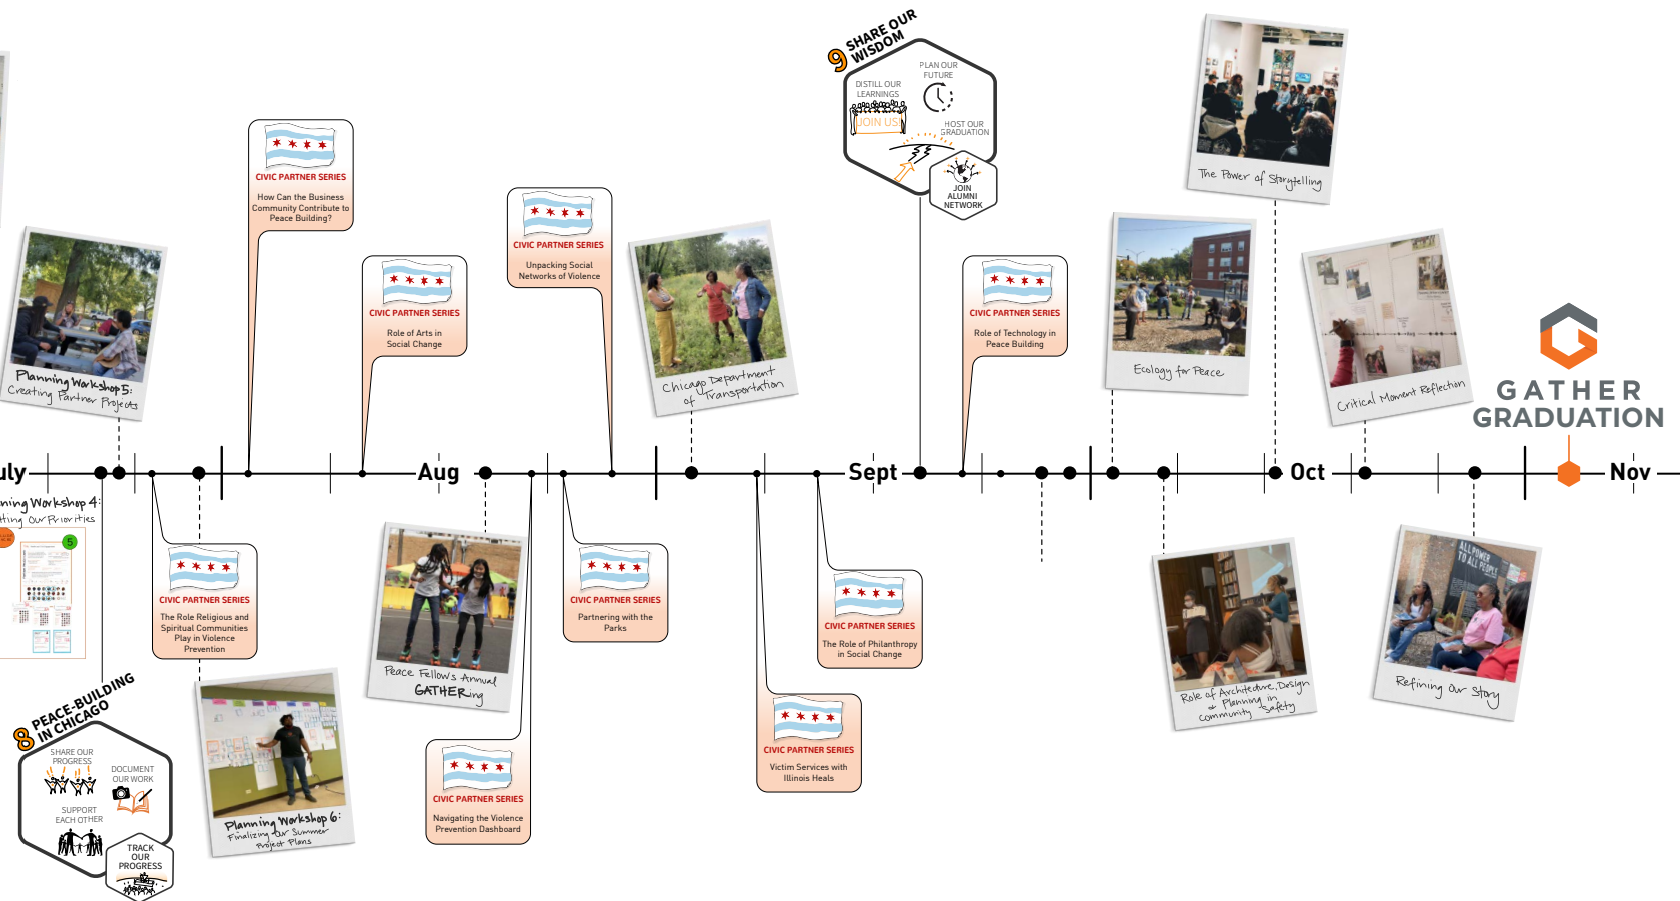 9
SHARE OUR
WISDOM
PLAN OUR
FUTURE
DISTILL OUR
LEARNINGS
JOIN US!
HOST OUR
GRADUATION
JOIN
ALUMNI
NETWORK
The Power of Storytelling
CIVIC PARTNER SERIES
How Can the Business
Community Contribute to
Peace Building?
CIVIC PARTNER SERIES
Unpacking Social
Networks of Violence
CIVIC PARTNER SERIES
Role of Arts in
Social Change
CIVIC PARTNER SERIES
Role of Technology in
Peace Building
Planning Workshop 5:
Creating Partner Projects
Chicago Department
of Transportation
Ecology for Peace
Critical Moment Reflection
GATHER
GRADUATION
uly
Aug
Sept
Oct
Nov
ning Workshop 4:
tting Our Priorities
5
CIVIC PARTNER SERIES
The Role Religious and
Spiritual Communities
Play in Violence
Prevention
Peace Fellow's Annual
GATHERing
CIVIC PARTNER SERIES
Partnering with the
Parks
CIVIC PARTNER SERIES
The Role of Philanthropy
in Social Change
CIVIC PARTNER SERIES
Victim Services with
Illinois Heals
CIVIC PARTNER SERIES
Navigating the Violence
Prevention Dashboard
Role of Architecture, Design
& Planning in
Community Safety
ALL POWER
TO ALL PEOPLE
Refining Our Story
8
PEACE-BUILDING
IN CHICAGO
SHARE OUR
PROGRESS
DOCUMENT
OUR WORK
SUPPORT
EACH OTHER
TRACK
OUR
PROGRESS
Planning Workshop 6:
Finalizing Our Summer
Project Plans